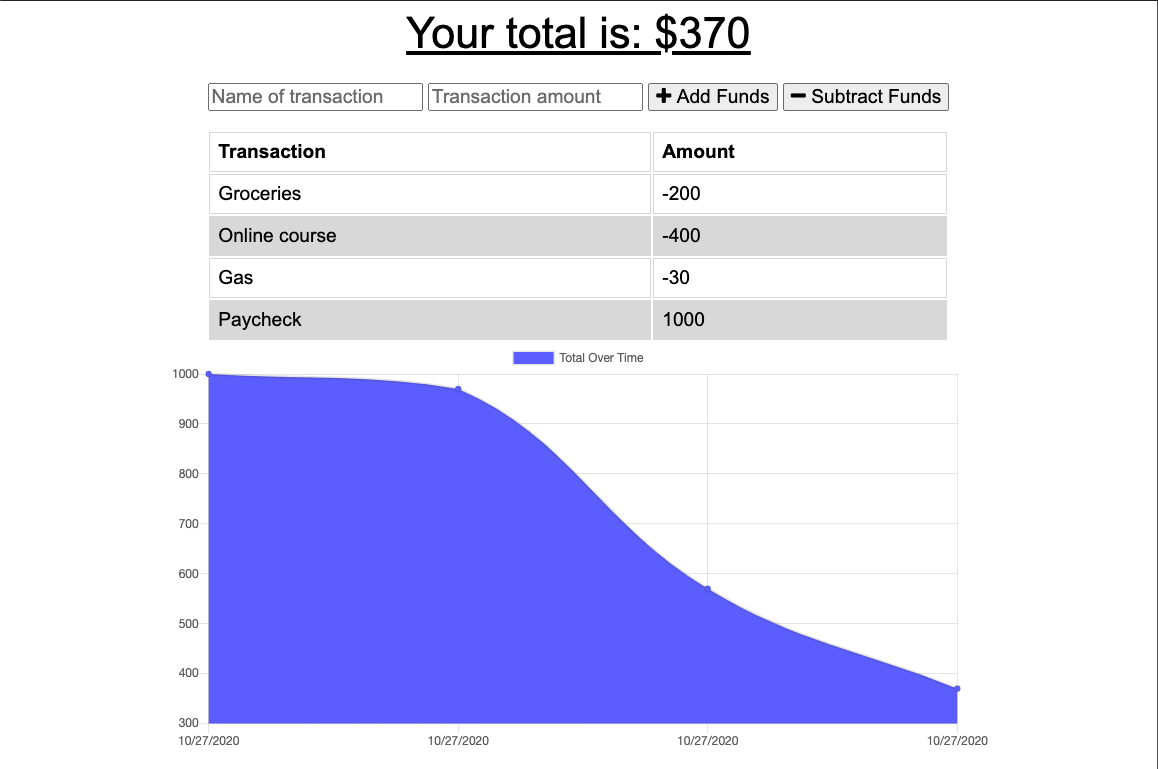 Your total is: $370
Name of transaction Transaction amount + Add Funds − Subtract Funds
Transaction Amount
Groceries -200
Online course -400
Gas -30
Paycheck 1000
Total Over Time
1000
900
800
700
600
500
400
300
10/27/2020 10/27/2020 10/27/2020 10/27/2020